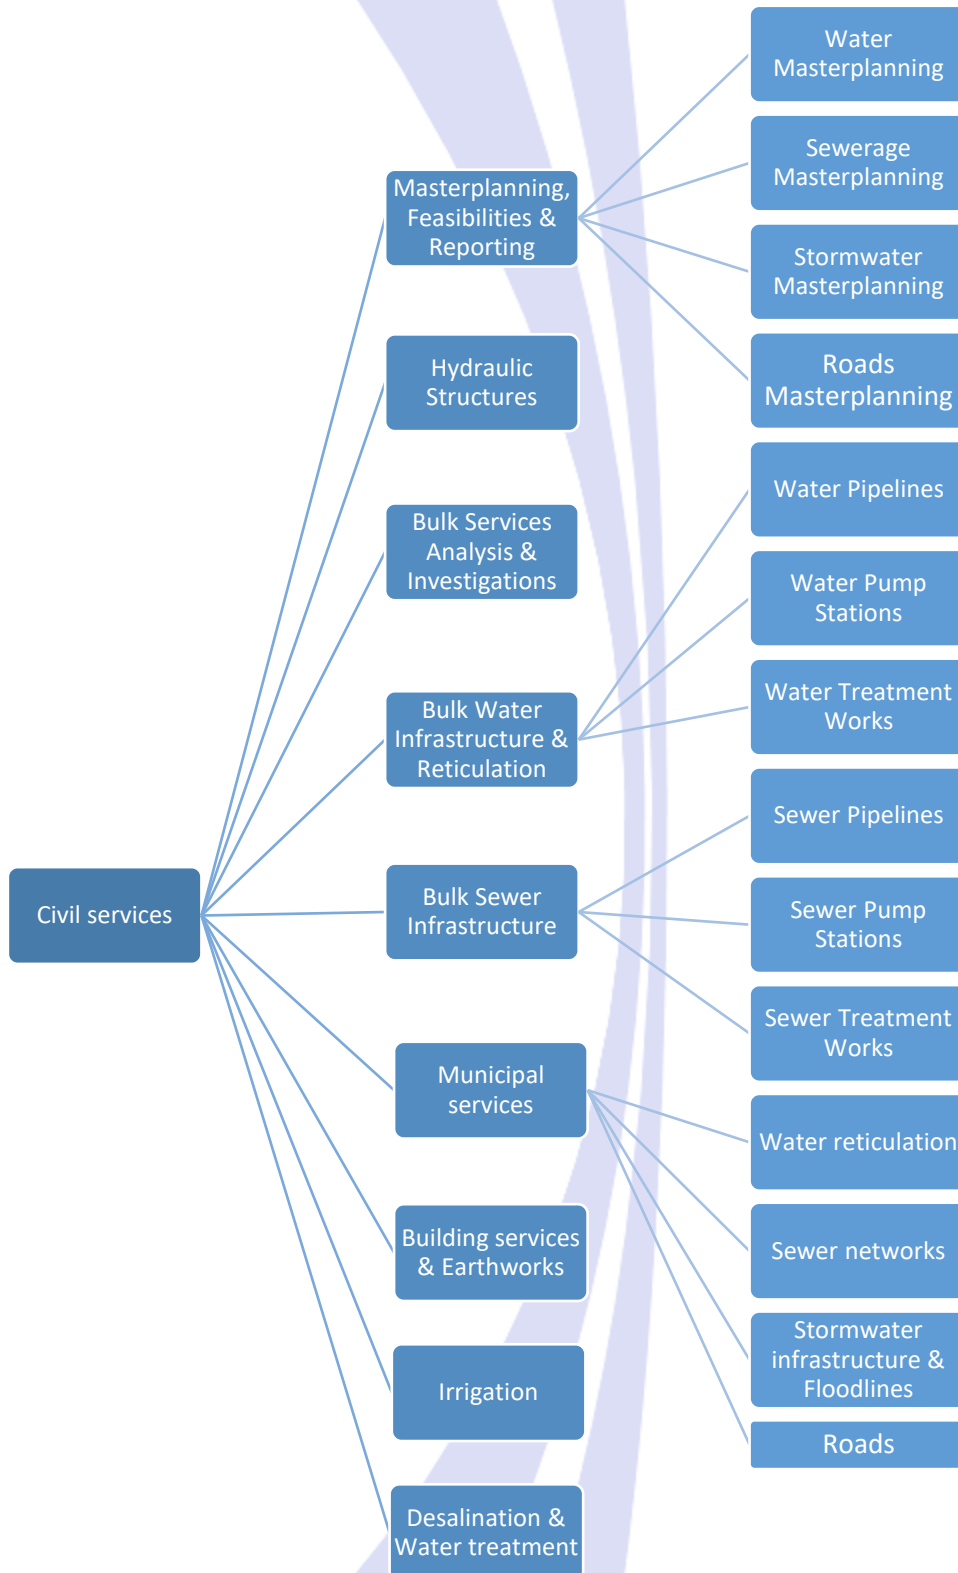 Civil services
Masterplanning,
Feasibilities &
Reporting
Hydraulic
Structures
Bulk Services
Analysis &
Investigations
Bulk Water
Infrastructure &
Reticulation
Bulk Sewer
Infrastructure
Municipal
services
Building services
& Earthworks
Irrigation
Desalination &
Water treatment
Water
Masterplanning
Sewerage
Masterplanning
Stormwater
Masterplanning
Roads
Masterplanning
Water Pipelines
Water Pump
Stations
Water Treatment
Works
Sewer Pipelines
Sewer Pump
Stations
Sewer Treatment
Works
Water reticulation
Sewer networks
Stormwater
infrastructure &
Floodlines
Roads